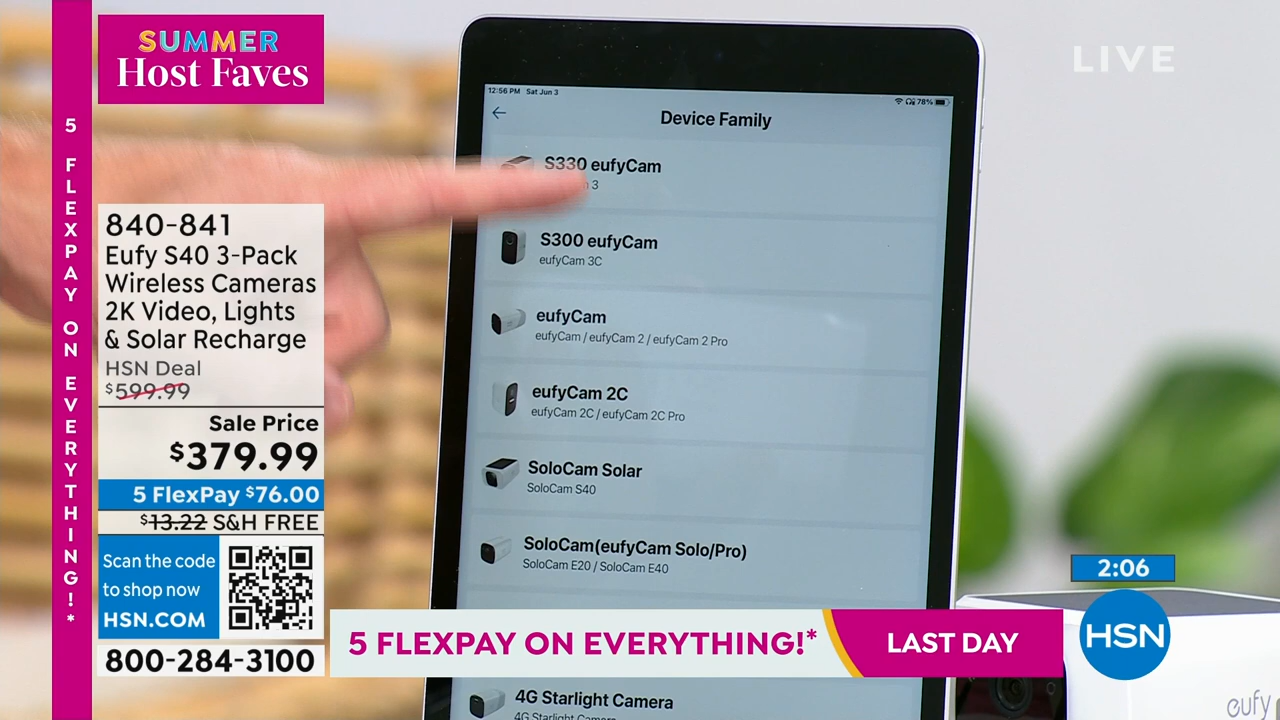 SUMMER
Host Faves
5 FLEXPAY ON EVERYTHING!*
840-841
Eufy S40 3-Pack
Wireless Cameras
2K Video, Lights
& Solar Recharge
HSN Deal
$599.99
Sale Price
$379.99
5 FlexPay $76.00
$13.22 S&H FREE
Scan the code
to shop now
HSN.COM
800-284-3100
12:56 PM Sat Jun 3
78%
Device Family
S330 eufyCam
3
S300 eufyCam
eufyCam 3C
eufyCam
eufyCam / eufyCam 2 / eufyCam 2 Pro
eufyCam 2C
eufyCam 2C / eufyCam 2C Pro
SoloCam Solar
SoloCam S40
SoloCam(eufyCam Solo/Pro)
SoloCam E20 / SoloCam E40
4G Starlight Camera
4G Starlight Camera
LIVE
2:06
HSN
5 FLEXPAY ON EVERYTHING!*
LAST DAY
eufy